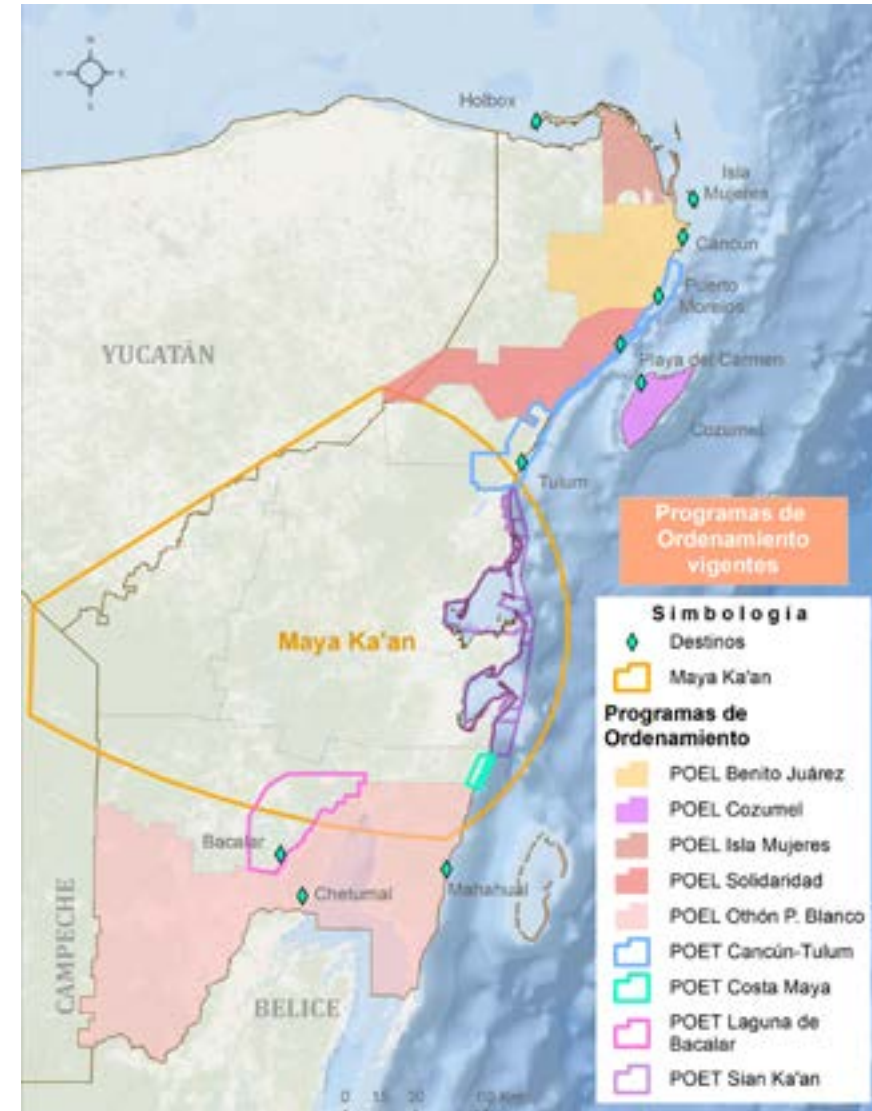 N
W
E
S
Holbox
Isla
Mujeres
Cancún
Puerto
Morelos
YUCATÁN
Playa del Carmen
Cozumel
Tulum
Programas de
Ordenamiento
vigentes
Maya Ka'an
Simbología
Destinos
Maya Ka'an
Programas de
Ordenamiento
POEL Benito Juárez
POEL Cozumel
POEL Isla Mujeres
POEL Solidaridad
POEL Othón P. Blanco
POET Cancún-Tulum
POET Costa Maya
POET Laguna de
Bacalar
POET Sian Ka'an
Bacalar
Chetumal
Mahahual
CAMPECHE
BELICE
0